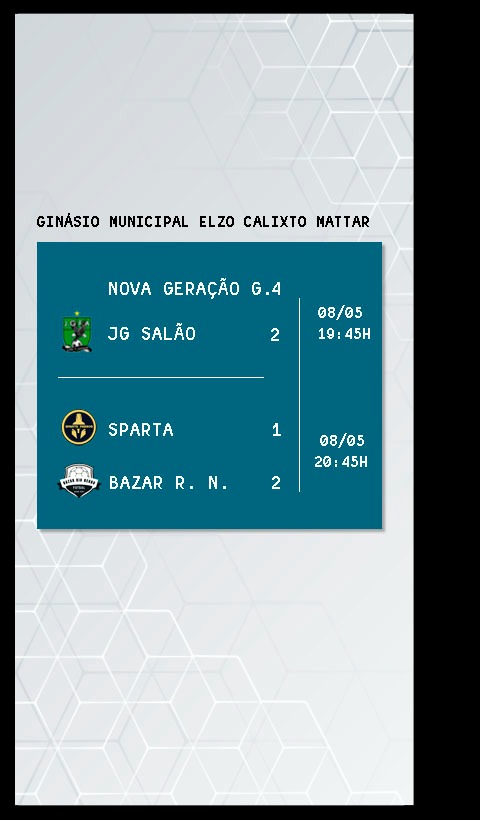 GINÁSIO MUNICIPAL ELZO CALIXTO MATTAR
NOVA GERAÇÃO G.4
JG SALÃO 2
08/05
19:45H
SPARTA 1
BAZAR R. N. 2
08/05
20:45H